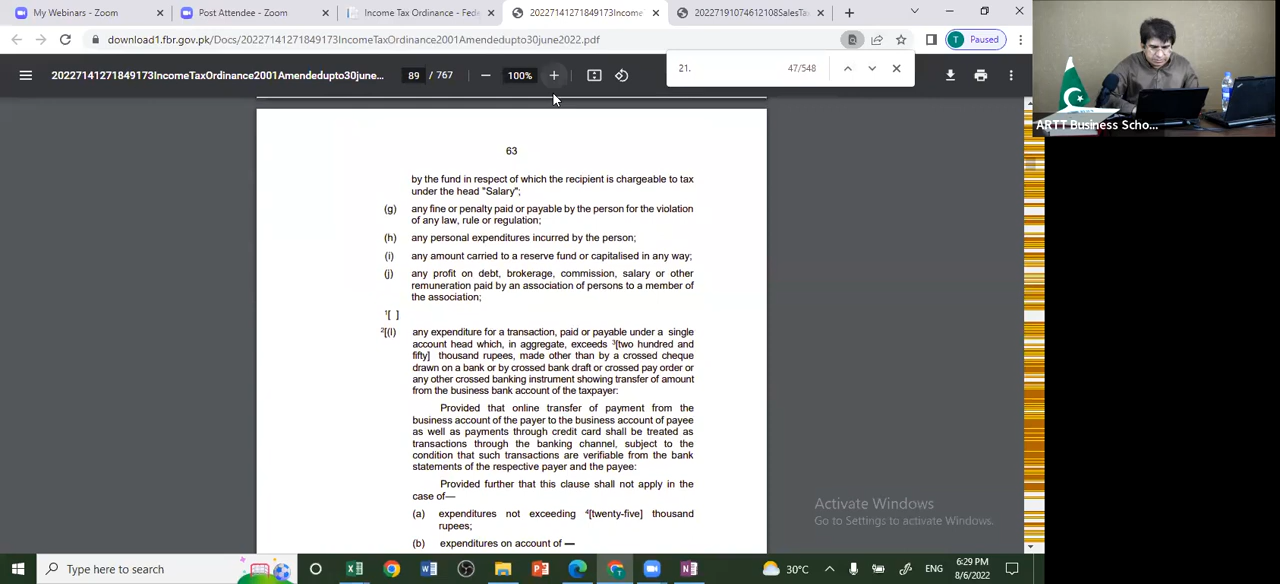 My Webinars - Zoom
Post Attendee - Zoom
Income Tax Ordinance - Fede
20227141271849173Income
20227191074612108SalesTax
download1.fbr.gov.pk/Docs/20227141271849173IncomeTaxOrdinance2001Amendedupto30june2022.pdf
T Paused
20227141271849173IncomeTaxOrdinance2001Amendedupto30june...
89 / 767
100%
21. 47/548
ARTT Business Scho...
63
by the fund in respect of which the recipient is chargeable to tax
under the head "Salary";
(g) any fine or penalty paid or payable by the person for the violation
of any law, rule or regulation;
(h) any personal expenditures incurred by the person;
(i) any amount carried to a reserve fund or capitalised in any way;
(j) any profit on debt, brokerage, commission, salary or other
remuneration paid by an association of persons to a member of
the association;
1[ ]
2[(l) any expenditure for a transaction, paid or payable under a single
account head which, in aggregate, exceeds 3[two hundred and
fifty] thousand rupees, made other than by a crossed cheque
drawn on a bank or by crossed bank draft or crossed pay order or
any other crossed banking instrument showing transfer of amount
from the business bank account of the taxpayer:
Provided that online transfer of payment from the
business account of the payer to the business account of payee
as well as payments through credit card shall be treated as
transactions through the banking channel, subject to the
condition that such transactions are verifiable from the bank
statements of the respective payer and the payee:
Provided further that this clause shall not apply in the
case of—
(a) expenditures not exceeding 4[twenty-five] thousand
rupees;
(b) expenditures on account of —
Activate Windows
Go to Settings to activate Windows.
Type here to search
30°C
ENG
6:29 PM
8/6/2022